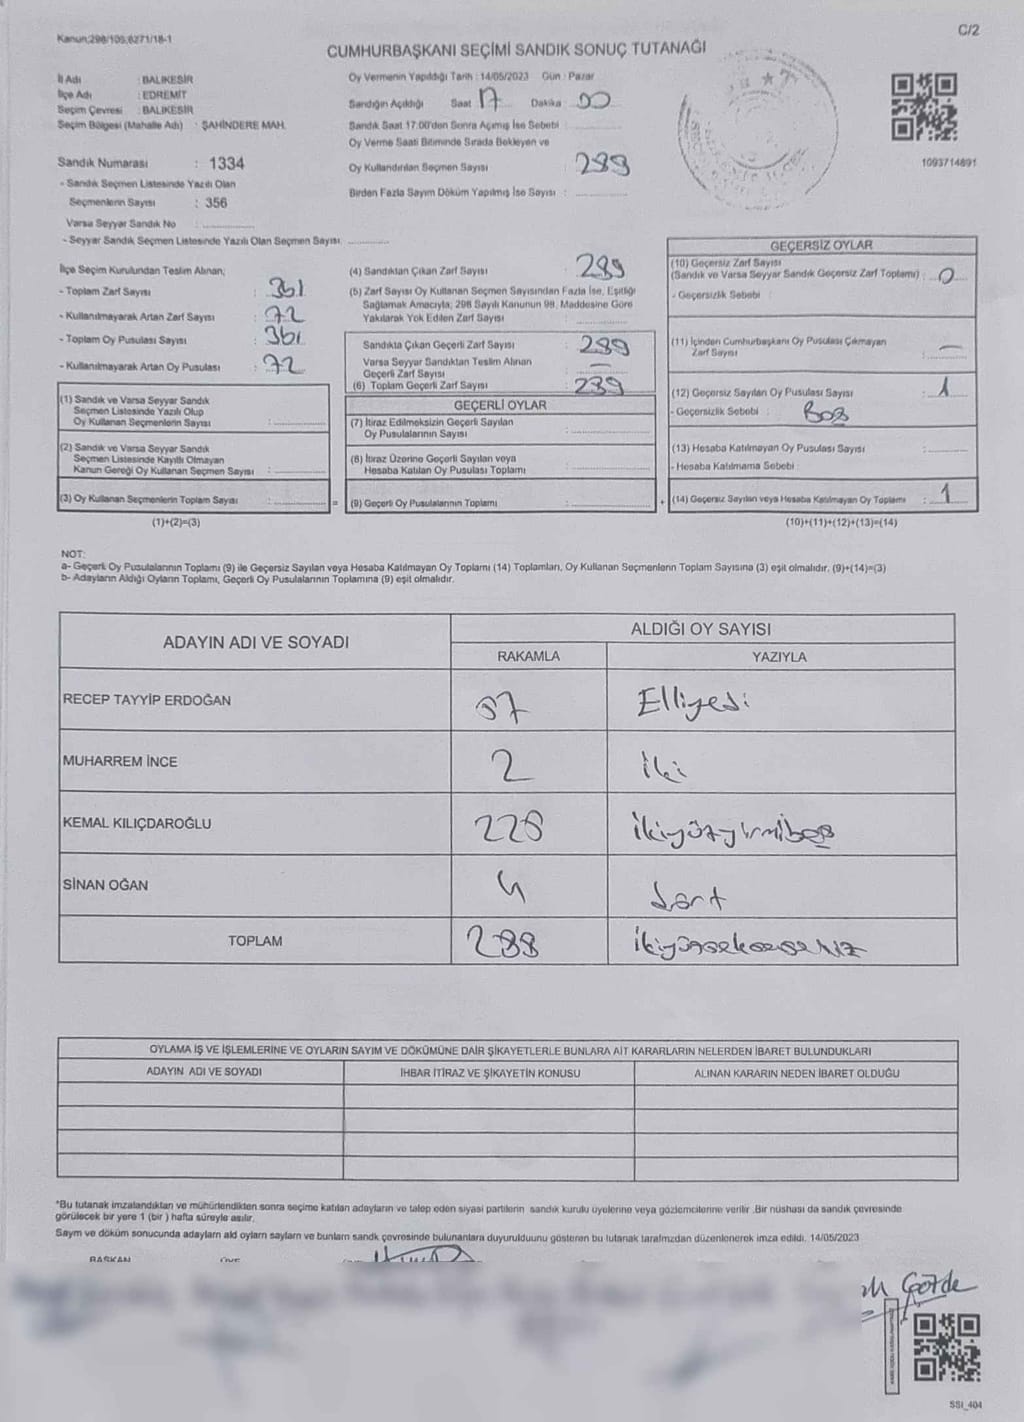 Kanun:298/105;6271/18-1
C/2
CUMHURBAŞKANI SEÇİMİ SANDIK SONUÇ TUTANAĞI
İl Adı : BALIKESİR
İlçe Adı : EDREMİT
Seçim Çevresi : BALIKESİR
Seçim Bölgesi (Mahalle Adı) : ŞAHİNDERE MAH.
Sandık Numarası : 1334
- Sandık Seçmen Listesinde Yazılı Olan
Seçmenlerin Sayısı : 356
Varsa Seyyar Sandık No :
- Seyyar Sandık Seçmen Listesinde Yazılı Olan Seçmen Sayısı
Oy Vermenin Yapıldığı Tarih : 14/05/2023 Gün : Pazar
Sandığın Açıldığı Saat 17 Dakika 00
Sandık Saat 17:00'den Sonra Açımış İse Sebebi :
Oy Verme Saati Bitiminde Sırada Bekleyen ve
Oy Kullandırılan Seçmen Sayısı : 289
Birden Fazla Sayım Döküm Yapılmış İse Sayısı :
1093714891
İlçe Seçim Kurulundan Teslim Alınan;
- Toplam Zarf Sayısı : 361
- Kullanılmayarak Artan Zarf Sayısı : 72
- Toplam Oy Pusulası Sayısı : 361
- Kullanılmayarak Artan Oy Pusulası : 72
(1) Sandık ve Varsa Seyyar Sandık
Seçmen Listesinde Yazılı Olup
Oy Kullanan Seçmenlerin Sayısı :
(2) Sandık ve Varsa Seyyar Sandık
Seçmen Listesinde Kayıtlı Olmayan
Kanun Gereği Oy Kullanan Seçmen Sayısı :
(3) Oy Kullanan Seçmenlerin Toplam Sayısı : =
(1)+(2)=(3)
(4) Sandıktan Çıkan Zarf Sayısı : 289
(5) Zarf Sayısı Oy Kullanan Seçmen Sayısından Fazla İse, Eşitliği
Sağlamak Amacıyla; 298 Sayılı Kanunun 98. Maddesine Göre
Yakılarak Yok Edilen Zarf Sayısı :
Sandıkta Çıkan Geçerli Zarf Sayısı : 289
Varsa Seyyar Sandıktan Teslim Alınan
Geçerli Zarf Sayısı : —
(6) Toplam Geçerli Zarf Sayısı : 289
GEÇERLİ OYLAR
(7) İtiraz Edilmeksizin Geçerli Sayılan
Oy Pusulalarının Sayısı :
(8) İtiraz Üzerine Geçerli Sayılan veya
Hesaba Katılan Oy Pusulası Toplamı :
(9) Geçerli Oy Pusulalarının Toplamı : +
GEÇERSİZ OYLAR
(10) Geçersiz Zarf Sayısı
(Sandık ve Varsa Seyyar Sandık Geçersiz Zarf Toplamı) : 0
- Geçersizlik Sebebi :
(11) İçinden Cumhurbaşkanı Oy Pusulası Çıkmayan
Zarf Sayısı : —
(12) Geçersiz Sayılan Oy Pusulası Sayısı : 1
- Geçersizlik Sebebi : Boş
(13) Hesaba Katılmayan Oy Pusulası Sayısı :
- Hesaba Katılmama Sebebi
(14) Geçersiz Sayılan veya Hesaba Katılmayan Oy Toplamı : 1
(10)+(11)+(12)+(13)=(14)
NOT:
a- Geçerli Oy Pusulalarının Toplamı (9) ile Geçersiz Sayılan veya Hesaba Katılmayan Oy Toplamı (14) Toplamları, Oy Kullanan Seçmenlerin Toplam Sayısına (3) eşit olmalıdır. (9)+(14)=(3)
b- Adayların Aldığı Oyların Toplamı, Geçerli Oy Pusulalarının Toplamına (9) eşit olmalıdır.
ADAYIN ADI VE SOYADI ALDIĞI OY SAYISI
RAKAMLA YAZIYLA
RECEP TAYYİP ERDOĞAN 57 Elliyedi
MUHARREM İNCE 2 İki
KEMAL KILIÇDAROĞLU 225 İkiyüzyirmibeş
SİNAN OĞAN 4 dört
TOPLAM 288 ikiyüzseksensekiz
OYLAMA İŞ VE İŞLEMLERİNE VE OYLARIN SAYIM VE DÖKÜMÜNE DAİR ŞİKAYETLERLE BUNLARA AİT KARARLARIN NELERDEN İBARET BULUNDUKLARI
ADAYIN ADI VE SOYADI İHBAR İTİRAZ VE ŞİKAYETİN KONUSU ALINAN KARARIN NEDEN İBARET OLDUĞU
*Bu tutanak imzalandıktan ve mühürlendikten sonra seçime katılan adayların ve talep eden siyasi partilerin sandık kurulu üyelerine veya gözlemcilerine verilir .Bir nüshası da sandık çevresinde
görülecek bir yere 1 (bir ) hafta süreyle asılır.
Sayım ve döküm sonucunda adayların ald oyların sayıların ve bunların sandk çevresinde bulunanlara duyurulduunu gösteren bu tutanak tarafmzdan düzenlenerek imza edildi. 14/05/2023
BAŞKAN ÜYE
Gözde
SSI_404